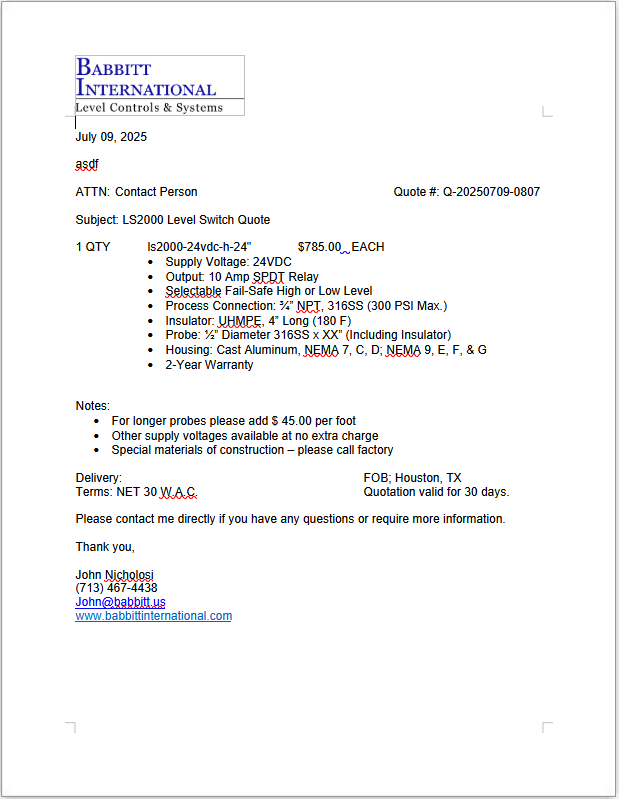 BABBITT
INTERNATIONAL
Level Controls & Systems
July 09, 2025
asdf
ATTN: Contact Person Quote #: Q-20250709-0807
Subject: LS2000 Level Switch Quote
1 QTY ls2000-24vdc-h-24" $785.00 EACH
• Supply Voltage: 24VDC
• Output: 10 Amp SPDT Relay
• Selectable Fail-Safe High or Low Level
• Process Connection: ¾” NPT, 316SS (300 PSI Max.)
• Insulator: UHMPE, 4” Long (180 F)
• Probe: ½” Diameter 316SS x XX” (Including Insulator)
• Housing: Cast Aluminum, NEMA 7, C, D; NEMA 9, E, F, & G
• 2-Year Warranty
Notes:
• For longer probes please add $ 45.00 per foot
• Other supply voltages available at no extra charge
• Special materials of construction – please call factory
Delivery: FOB; Houston, TX
Terms: NET 30 W.A.C. Quotation valid for 30 days.
Please contact me directly if you have any questions or require more information.
Thank you,
John Nicholosi
(713) 467-4438
John@babbitt.us
www.babbittinternational.com